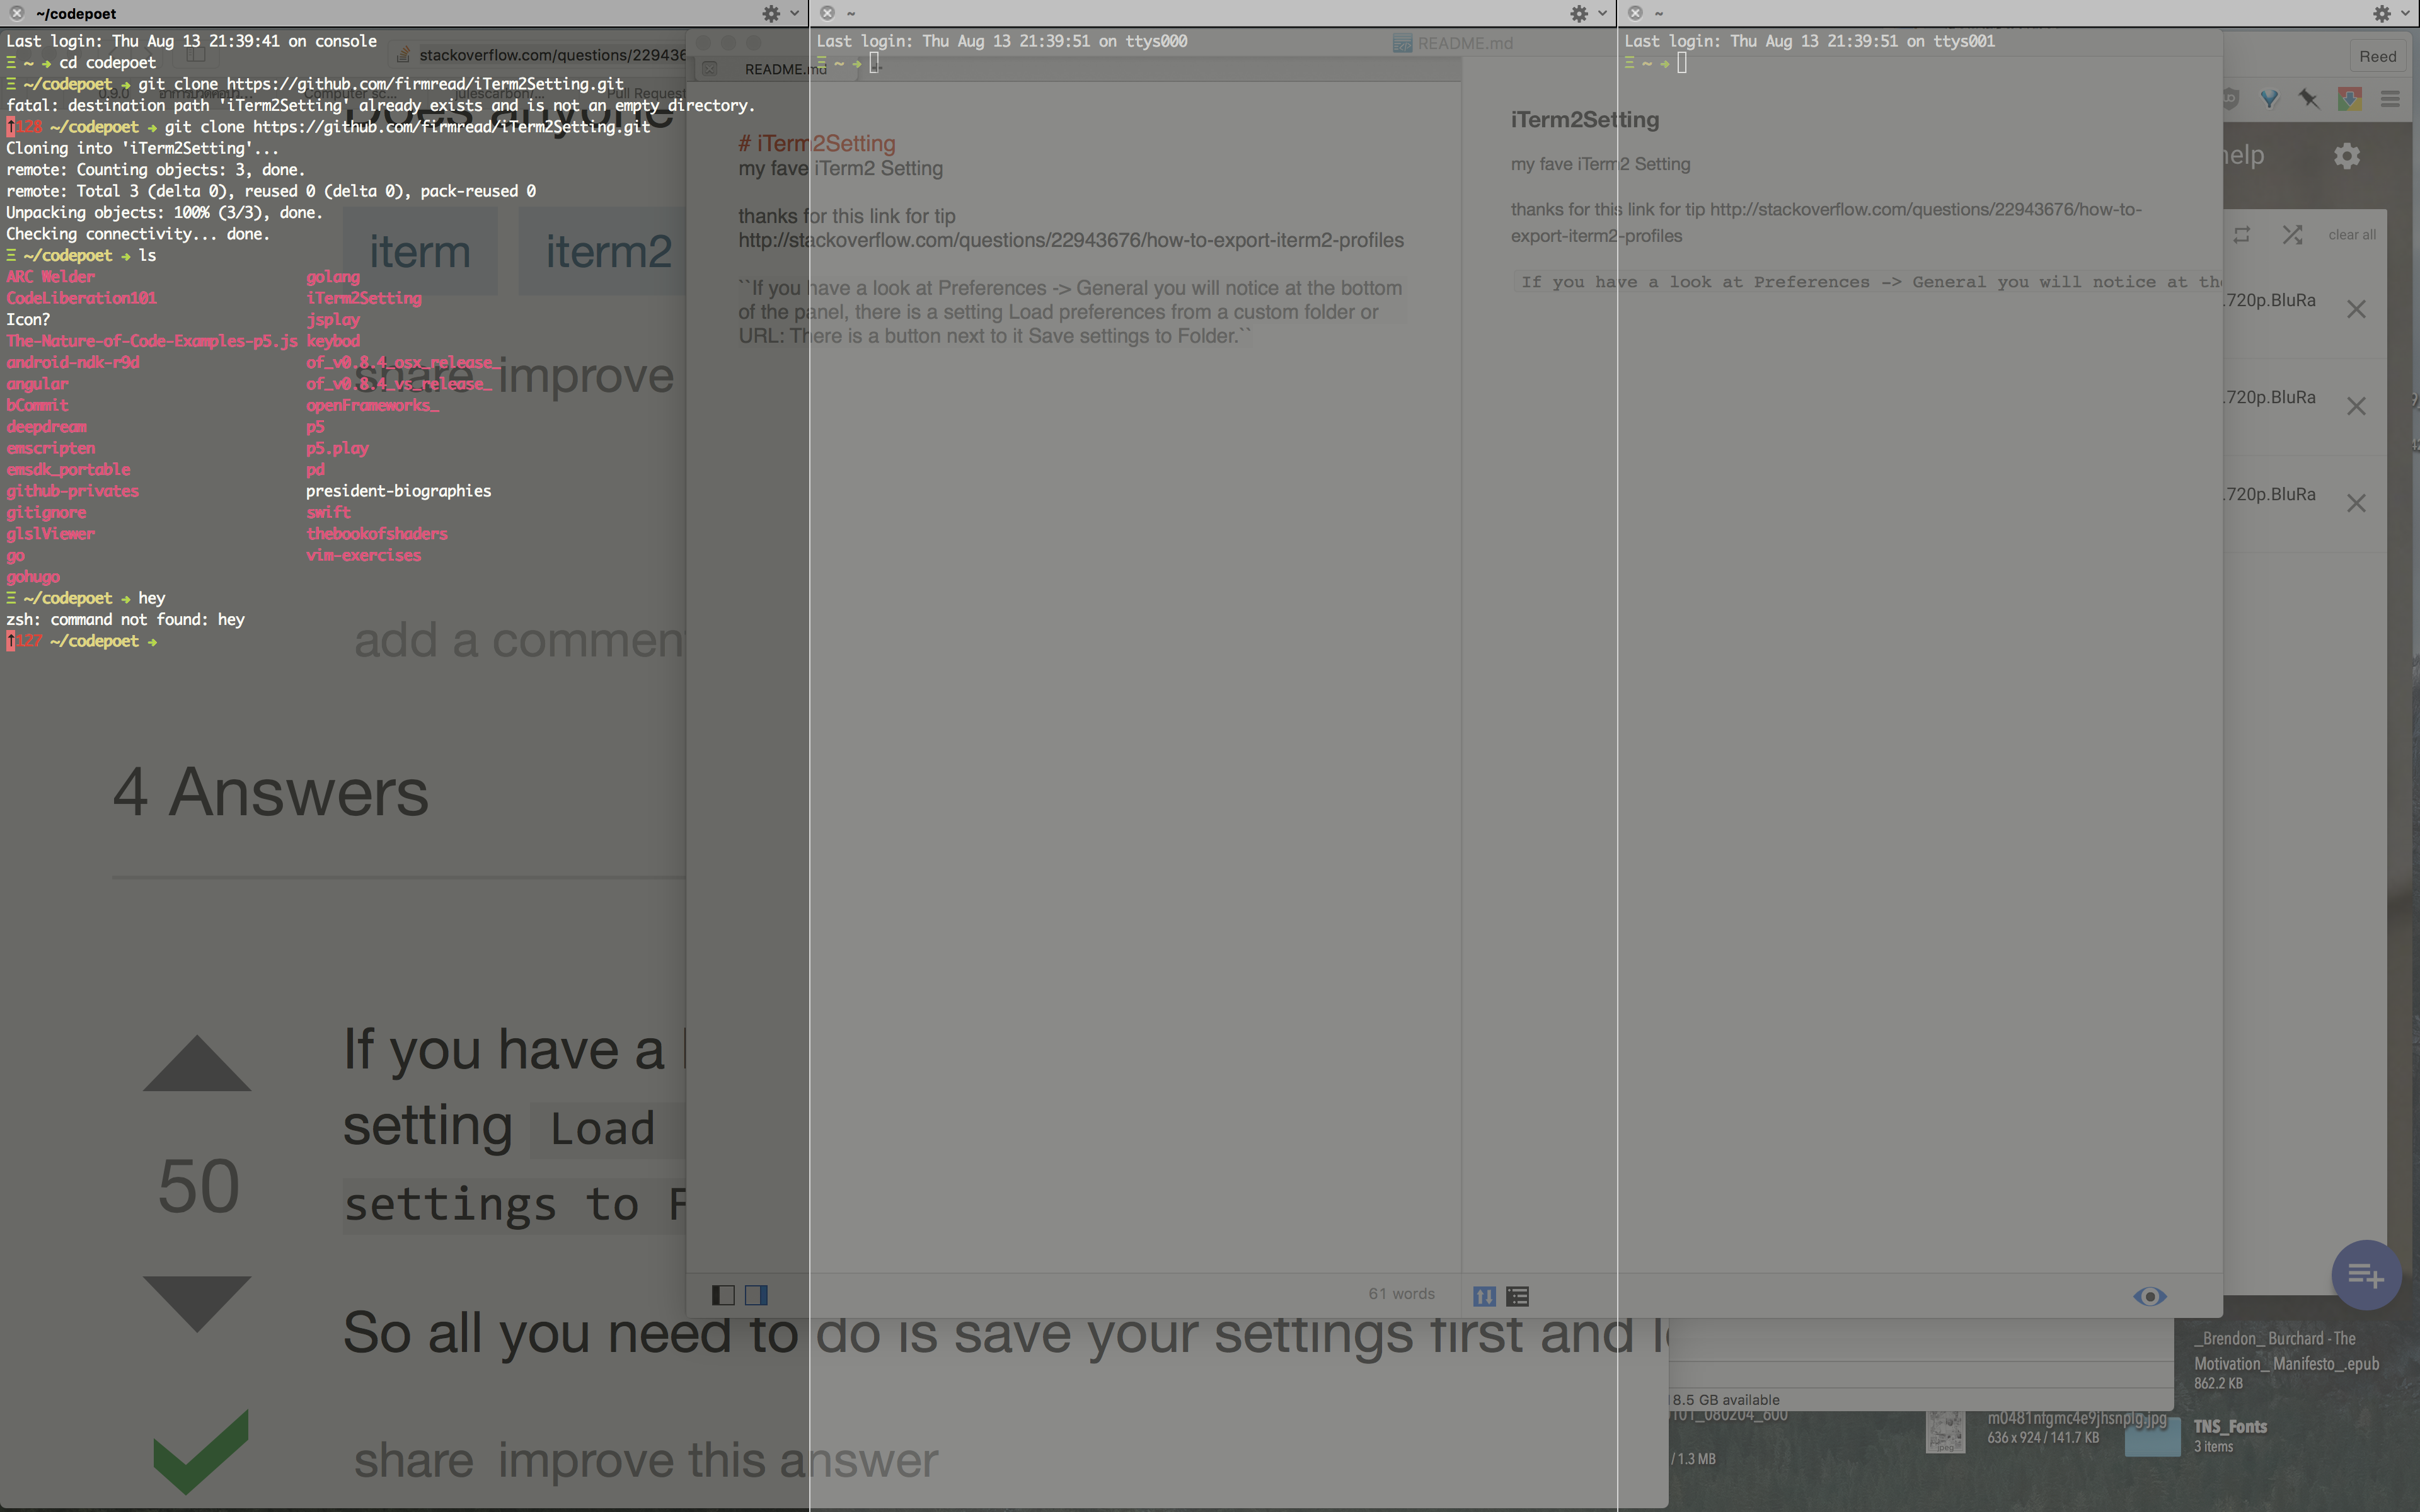 ~/codepoet
Last login: Thu Aug 13 21:39:41 on console
Ξ ~ → cd codepoet
Ξ ~/codepoet → git clone https://github.com/firmread/iTerm2Setting.git
fatal: destination path 'iTerm2Setting' already exists and is not an empty directory.
↑128 ~/codepoet → git clone https://github.com/firmread/iTerm2Setting.git
Cloning into 'iTerm2Setting'...
remote: Counting objects: 3, done.
remote: Total 3 (delta 0), reused 0 (delta 0), pack-reused 0
Unpacking objects: 100% (3/3), done.
Checking connectivity... done.
Ξ ~/codepoet → ls
ARC Welder golang
CodeLiberation101 iTerm2Setting
Icon? jsplay
The-Nature-of-Code-Examples-p5.js keybod
android-ndk-r9d of_v0.8.4_osx_release_
angular of_v0.8.4_vs_release_
bCommit openFrameworks_
deepdream p5
emscripten p5.play
emsdk_portable pd
github-privates president-biographies
gitignore swift
glslViewer thebookofshaders
go vim-exercises
gohugo
Ξ ~/codepoet → hey
zsh: command not found: hey
↑127 ~/codepoet →
stackoverflow.com/questions/229436
0.9.0
Computer sc...
julescarbon/...
Pull Request
Does anyone
iterm iterm2
share improve
add a commen
4 Answers
50
If you have a
setting Load
settings to F
So all you need to do is save your settings first and l
share improve this answer
~
Last login: Thu Aug 13 21:39:51 on ttys000
Ξ ~ →
README.md
README.md
# iTerm2Setting
my fave iTerm2 Setting
thanks for this link for tip
http://stackoverflow.com/questions/22943676/how-to-export-iterm2-profiles
``If you have a look at Preferences -> General you will notice at the bottom
of the panel, there is a setting Load preferences from a custom folder or
URL: There is a button next to it Save settings to Folder.``
61 words
~
Last login: Thu Aug 13 21:39:51 on ttys001
Ξ ~ →
iTerm2Setting
my fave iTerm2 Setting
thanks for this link for tip http://stackoverflow.com/questions/22943676/how-to-
export-iterm2-profiles
If you have a look at Preferences -> General you will notice at the
Reed
help
clear all
.720p.BluRa
.720p.BluRa
.720p.BluRa
8.5 GB available
101_080204_600
/ 1.3 MB
m0481nfgmc4e9jhsnplg.jpg
636 x 924 / 141.7 KB
_Brendon_ Burchard - The
Motivation_ Manifesto_.epub
862.2 KB
TNS_Fonts
3 items